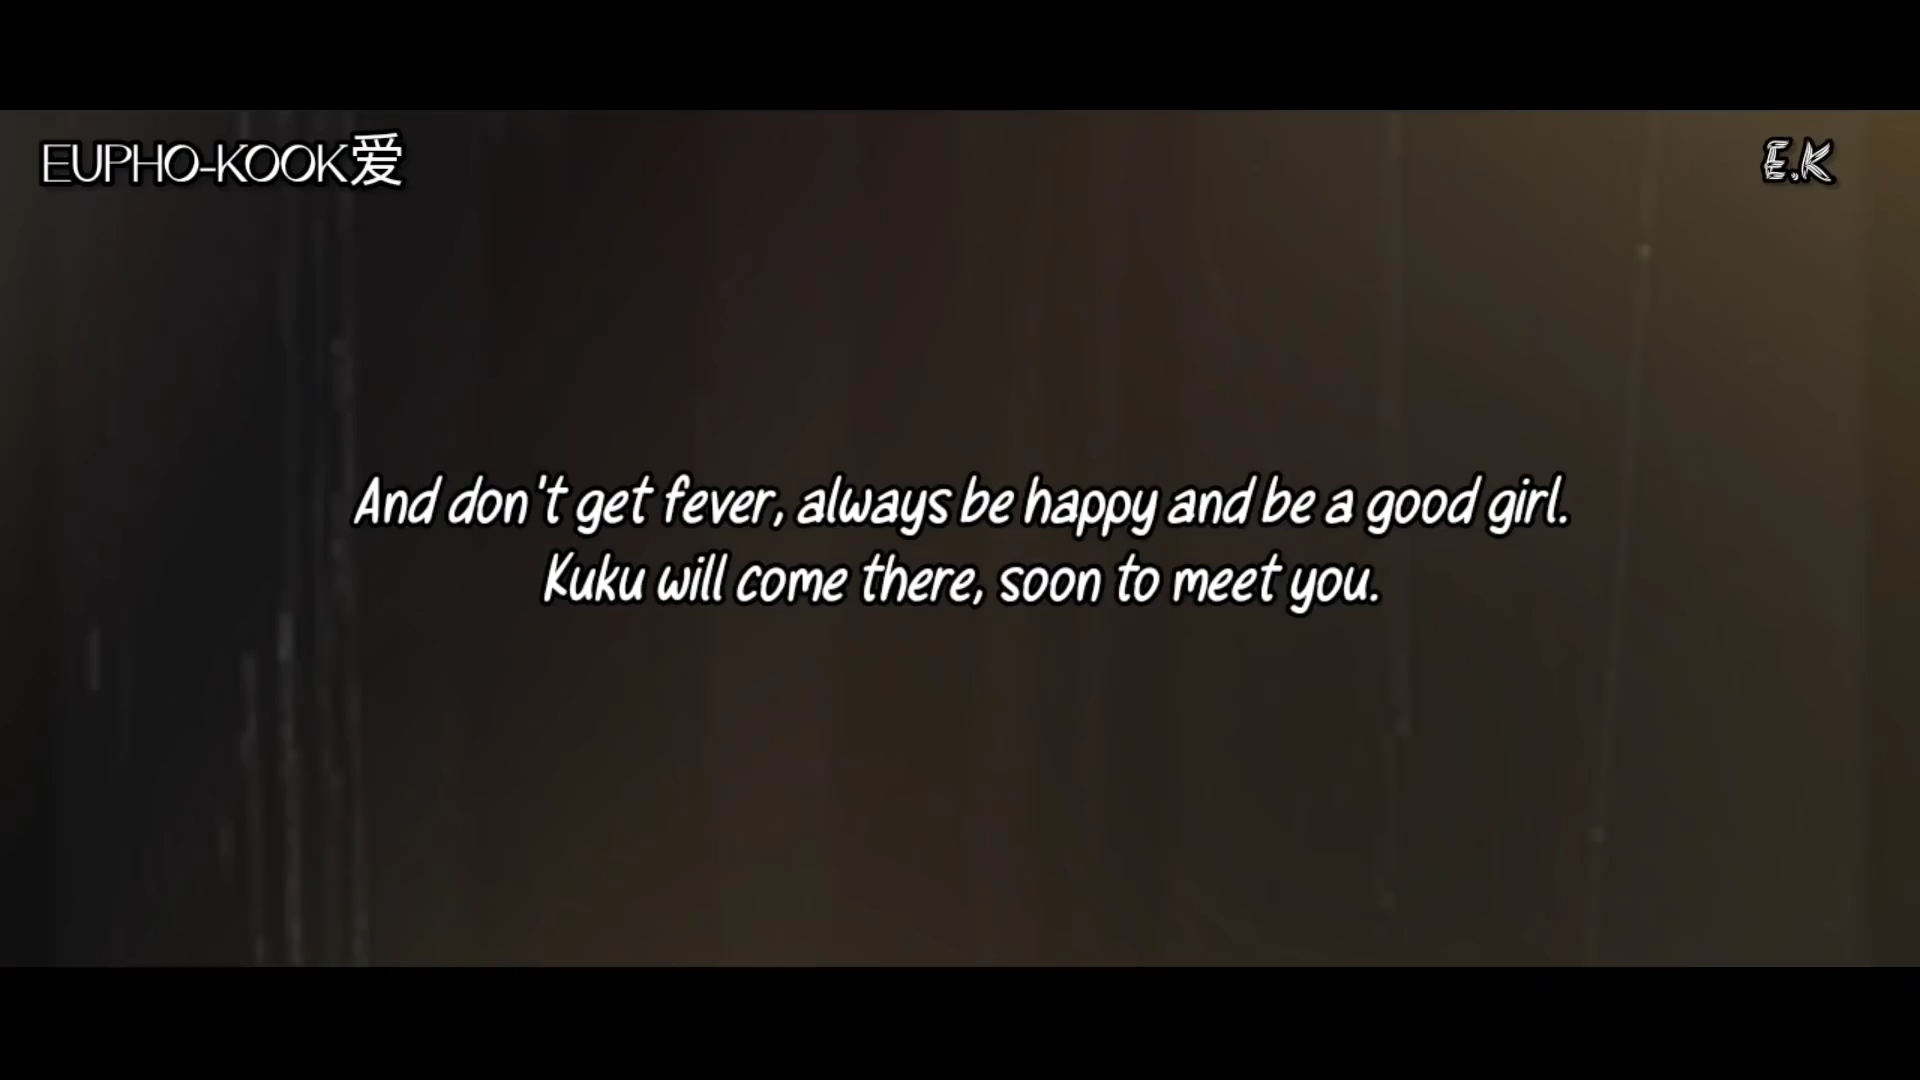 EUPHO-KOOK爱
E.K
And don't get fever, always be happy and be a good girl.
Kuku will come there, soon to meet you.